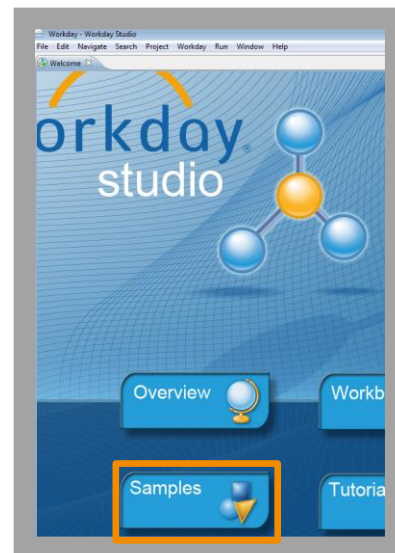 Workday - Workday Studio
File Edit Navigate Search Project Workday Run Window Help
Welcome
orkday®
studio
Overview
Workb
Samples
Tutoria